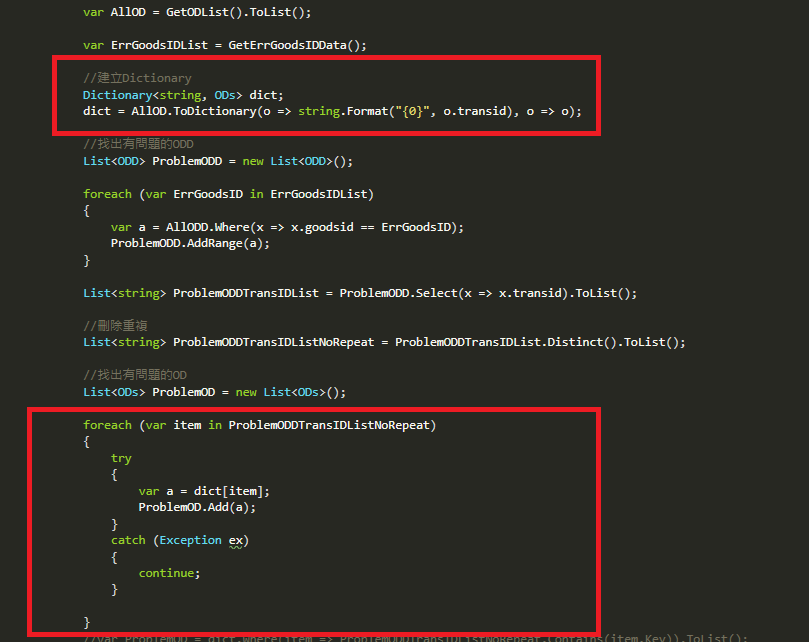 var AllOD = GetODList().ToList();
var ErrGoodsIDList = GetErrGoodsIDData();
//建立Dictionary
Dictionary<string, ODs> dict;
dict = AllOD.ToDictionary(o => string.Format("{0}", o.transid), o => o);
//找出有問題的ODD
List<ODD> ProblemODD = new List<ODD>();
foreach (var ErrGoodsID in ErrGoodsIDList)
{
var a = AllODD.Where(x => x.goodsid == ErrGoodsID);
ProblemODD.AddRange(a);
}
List<string> ProblemODDTransIDList = ProblemODD.Select(x => x.transid).ToList();
//刪除重複
List<string> ProblemODDTransIDListNoRepeat = ProblemODDTransIDList.Distinct().ToList();
//找出有問題的OD
List<ODs> ProblemOD = new List<ODs>();
foreach (var item in ProblemODDTransIDListNoRepeat)
{
try
{
var a = dict[item];
ProblemOD.Add(a);
}
catch (Exception ex)
{
continue;
}
}
//var ProblemOD = dict.Where(item => ProblemODDTransIDListNoRepeat.Contains(item.Key)).ToList();